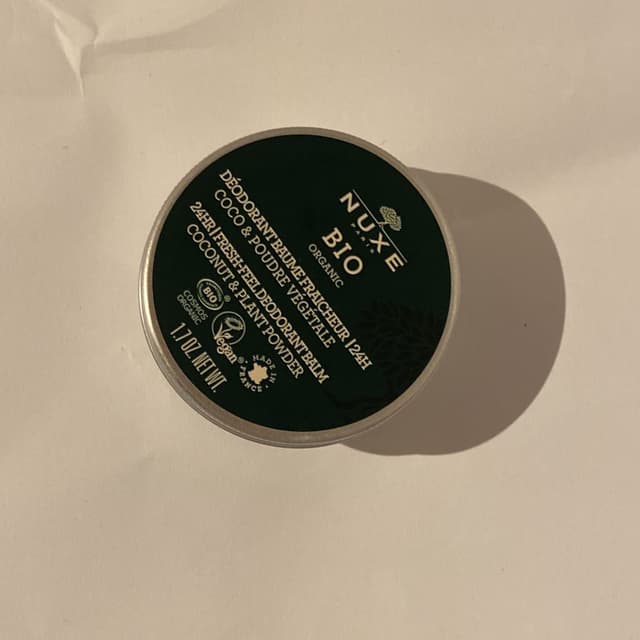 NUXE
PARIS
BIO
ORGANIC
DÉODORANT BAUME FRAÎCHEUR | 24H
COCO & POUDRE VÉGÉTALE
24HR | FRESH-FEEL DEODORANT BALM
COCONUT & PLANT POWDER
BIO
®
COSMOS
ORGANIC
Vegan
®
MADE IN
FRANCE
1.7 OZ. NET WT.